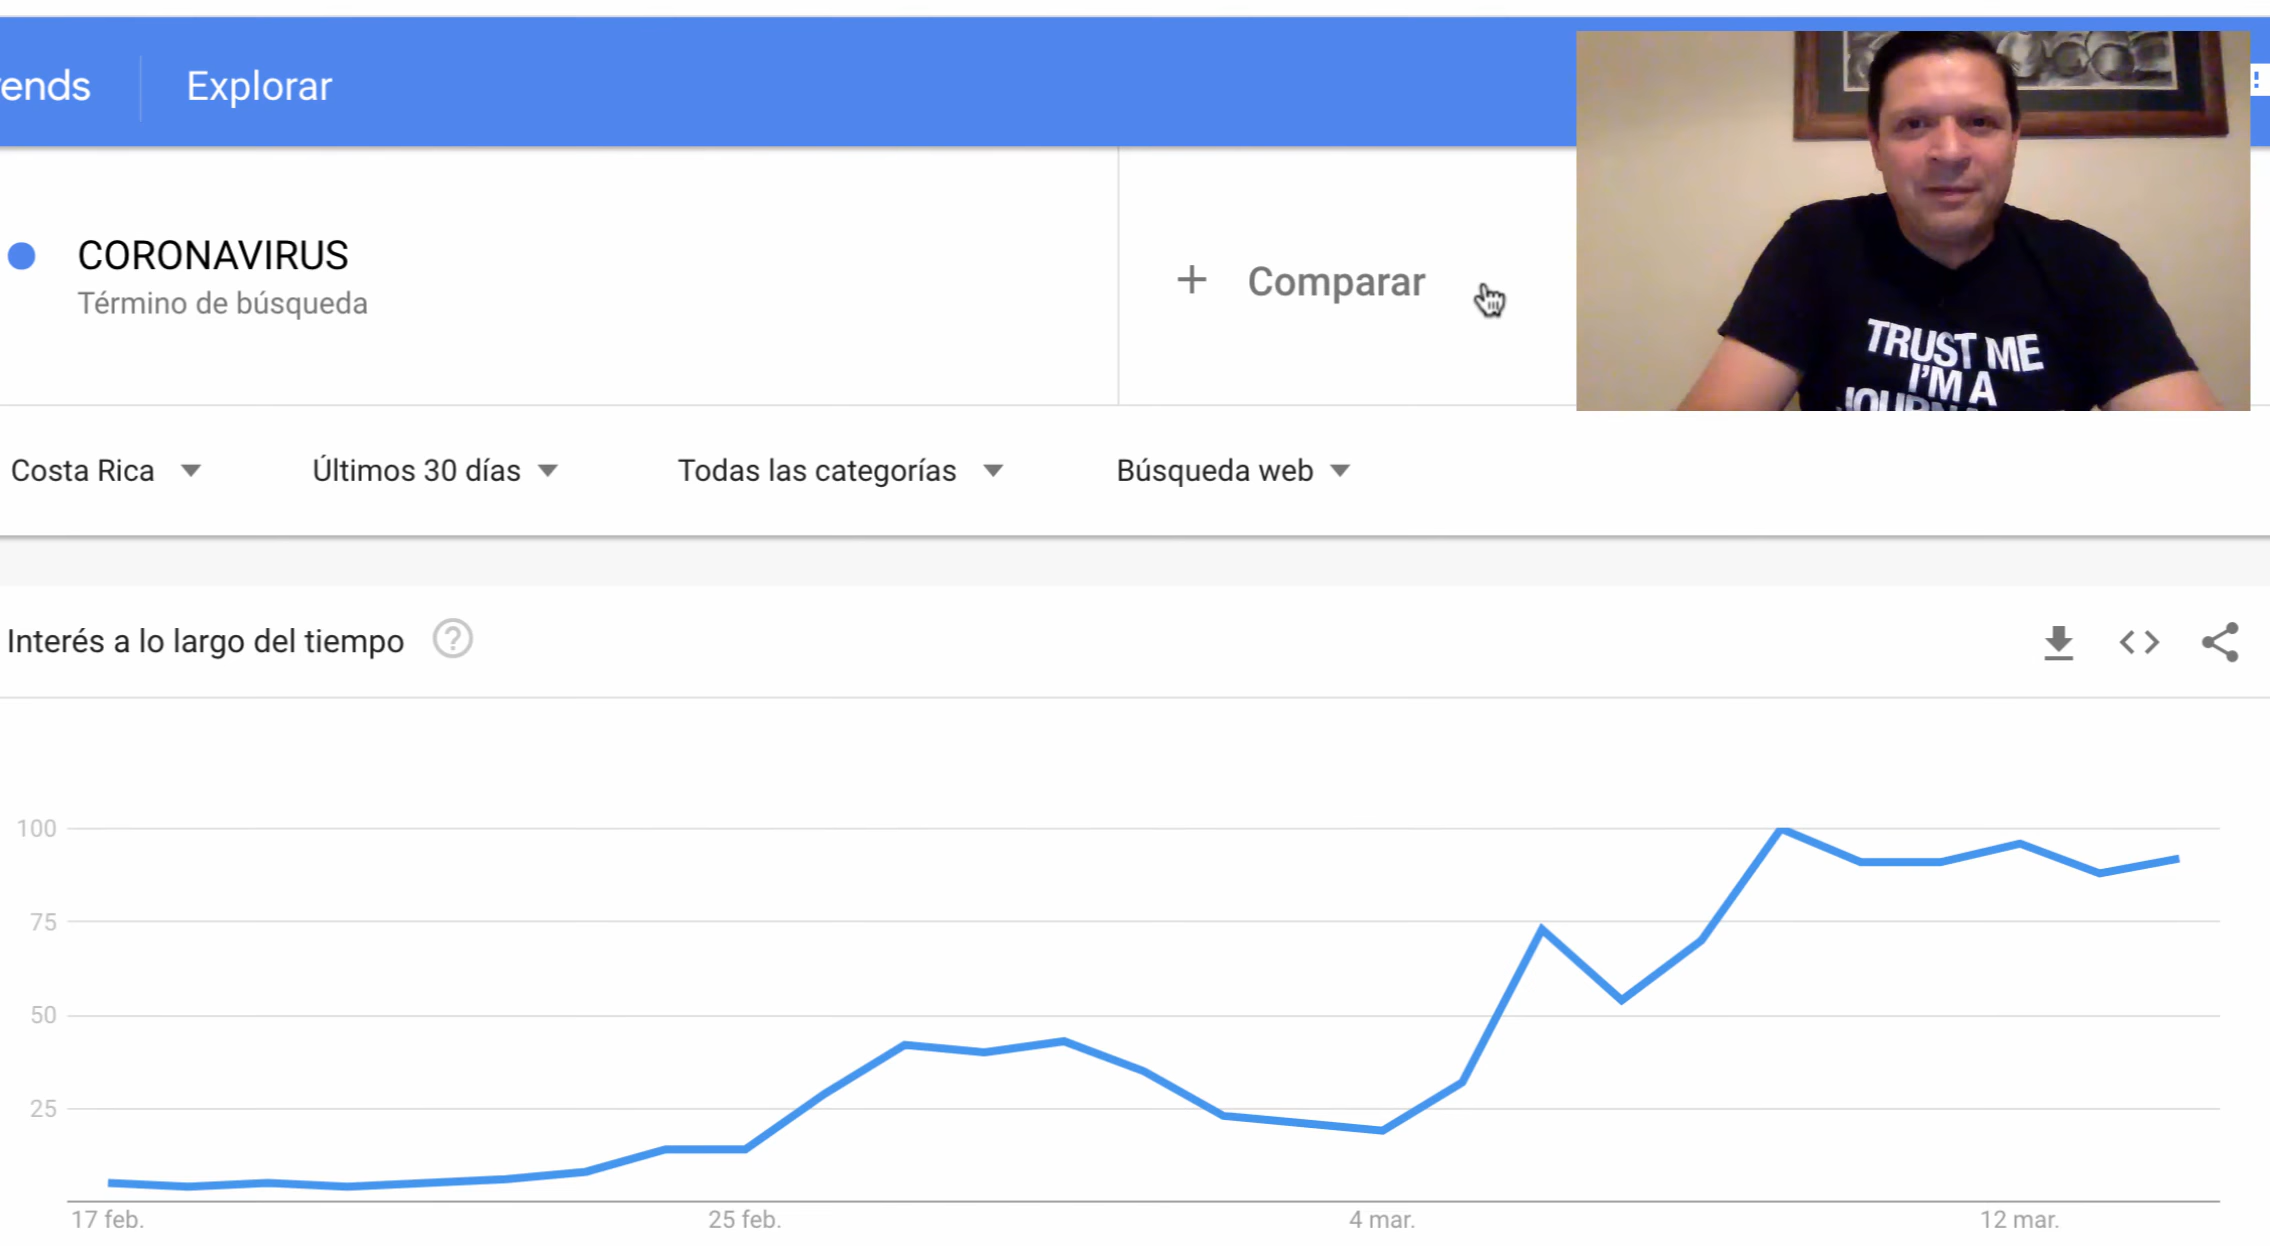 Explorar
CORONAVIRUS
Término de búsqueda
+ Comparar
TRUST ME
I'M A
Costa Rica
Últimos 30 días
Todas las categorías
Búsqueda web
Interés a lo largo del tiempo
100
75
50
25
17 feb.
25 feb.
4 mar.
12 mar.